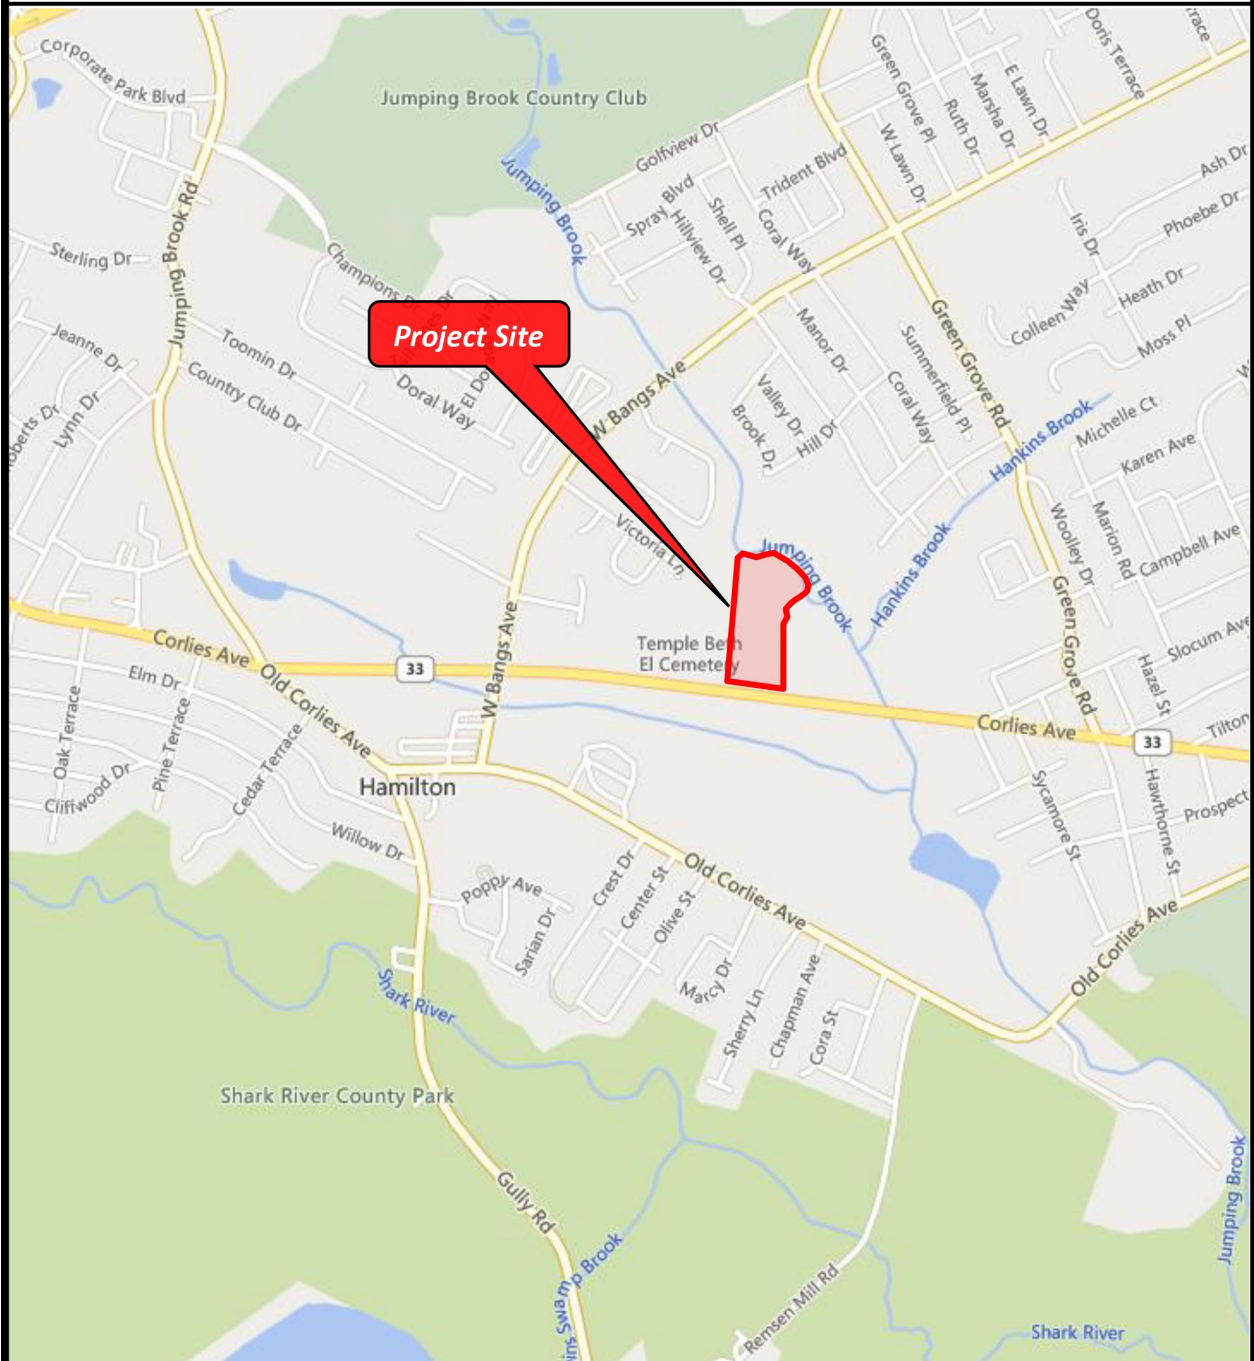 Corporate Park Blvd
Jumping Brook Country Club
Golfview Dr
Green Grove Pl
Ruth Dr
Marsha Dr
E Lawn Dr
Doris Terrace
W Lawn Dr
Trident Blvd
Spray Blvd
Shell Pl
Hillview Dr
Coral Way
Jumping Brook
Jumping Brook Rd
Sterling Dr
Ash Dr
Phoebe Dr
Iris Dr
Heath Dr
Colleen Way
Moss Pl
Project Site
Jeanne Dr
Lynn Dr
Toomin Dr
Country Club Dr
Doral Way
W Bangs Ave
Manor Dr
Valley Dr
Brook Dr
Hill Dr
Summerfield Pl
Coral Way
Green Grove Rd
Hankins Brook
Michelle Ct
Karen Ave
Marion Rd
Campbell Ave
Woolley Dr
Victoria Ln
Jumping Brook
Hankins Brook
Green Grove Rd
Slocum Ave
Hazel St
Temple Beth
El Cemetery
Corlies Ave
33
W Bangs Ave
Elm Dr
Old Corlies Ave
Corlies Ave
33
Oak Terrace
Pine Terrace
Cedar Terrace
Cliffwood Dr
Hamilton
Willow Dr
Sycamore St
Hawthorne St
Prospect
Poppy Ave
Sarian Dr
Crest Dr
Center St
Olive St
Old Corlies Ave
Marcy Dr
Sherry Ln
Chapman Ave
Cora St
Old Corlies Ave
Shark River
Shark River County Park
Gully Rd
Jumping Brook
Remsen Mill Rd
Shark River